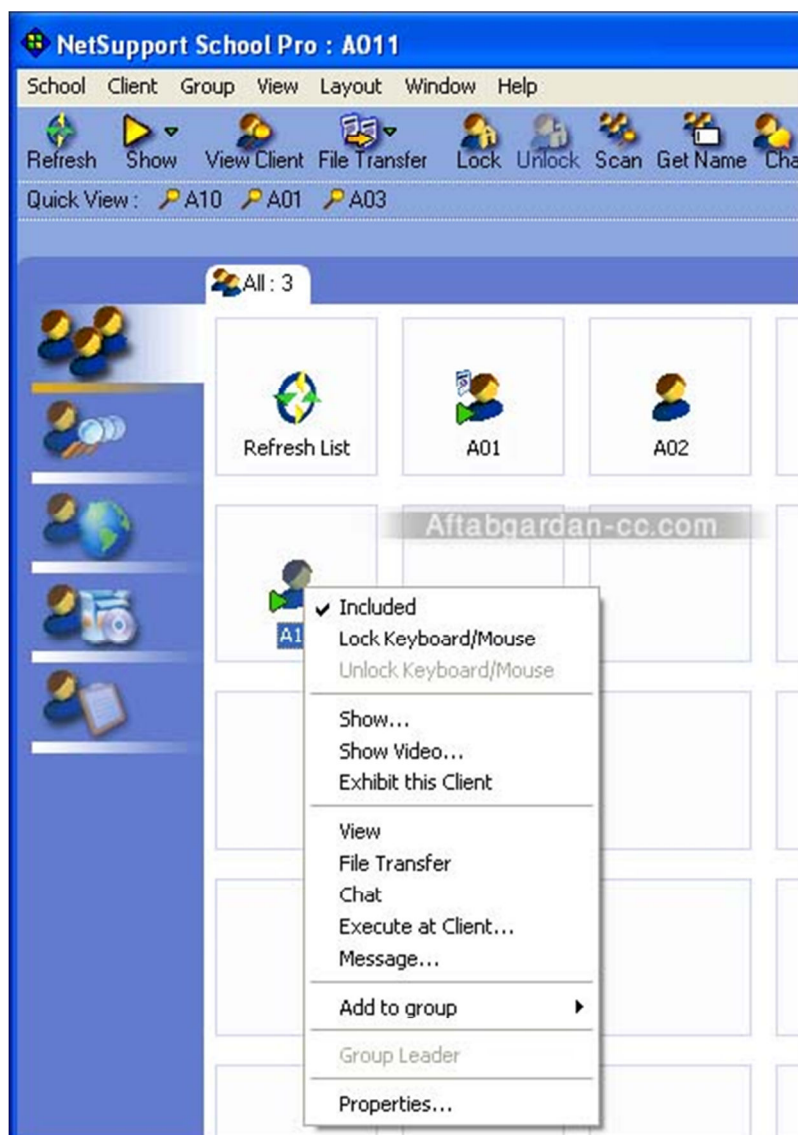 NetSupport School Pro : A011
School Client Group View Layout Window Help
Refresh Show View Client File Transfer Lock Unlock Scan Get Name Cha
Quick View : A10 A01 A03
All : 3
Refresh List A01 A02
Aftabgardan-cc.com
A1
Included
Lock Keyboard/Mouse
Unlock Keyboard/Mouse
Show...
Show Video...
Exhibit this Client
View
File Transfer
Chat
Execute at Client...
Message...
Add to group
Group Leader
Properties...